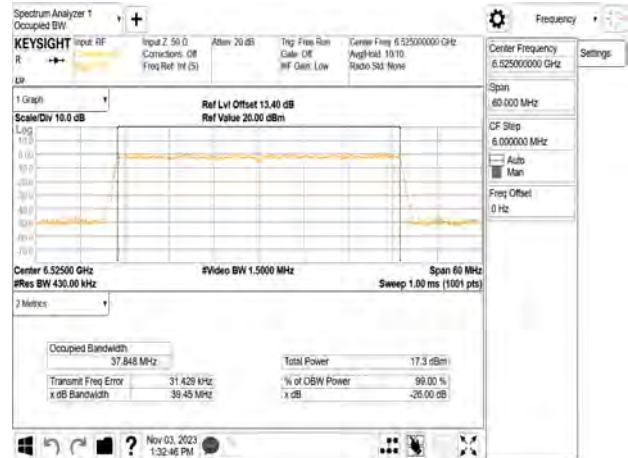 Spectrum Analyzer 1
Occupied BW
Frequency
KEYSIGHT
Input: RF
Input Z: 50 Ω
Corrections: Off
Freq Ref: Int (S)
Atten: 20 dB
Trig: Free Run
Gate: Off
#IF Gain: Low
Center Freq: 6.525000000 GHz
Avg|Hold: 10/10
Radio Std: None
R
Center Frequency
6.525000000 GHz
Settings
Span
60.000 MHz
CF Step
6.000000 MHz
Auto
Man
Freq Offset
0 Hz
1 Graph
Scale/Div 10.0 dB
Ref Lvl Offset 13.40 dB
Ref Value 20.00 dBm
Log
Center 6.52500 GHz
#Res BW 430.00 kHz
#Video BW 1.5000 MHz
Span 60 MHz
Sweep 1.00 ms (1001 pts)
2 Metrics
Occupied Bandwidth
37.848 MHz
Total Power 17.3 dBm
Transmit Freq Error 31.429 kHz
% of OBW Power 99.00 %
x dB Bandwidth 39.45 MHz
x dB -26.00 dB
Nov 03, 2023
1:32:46 PM